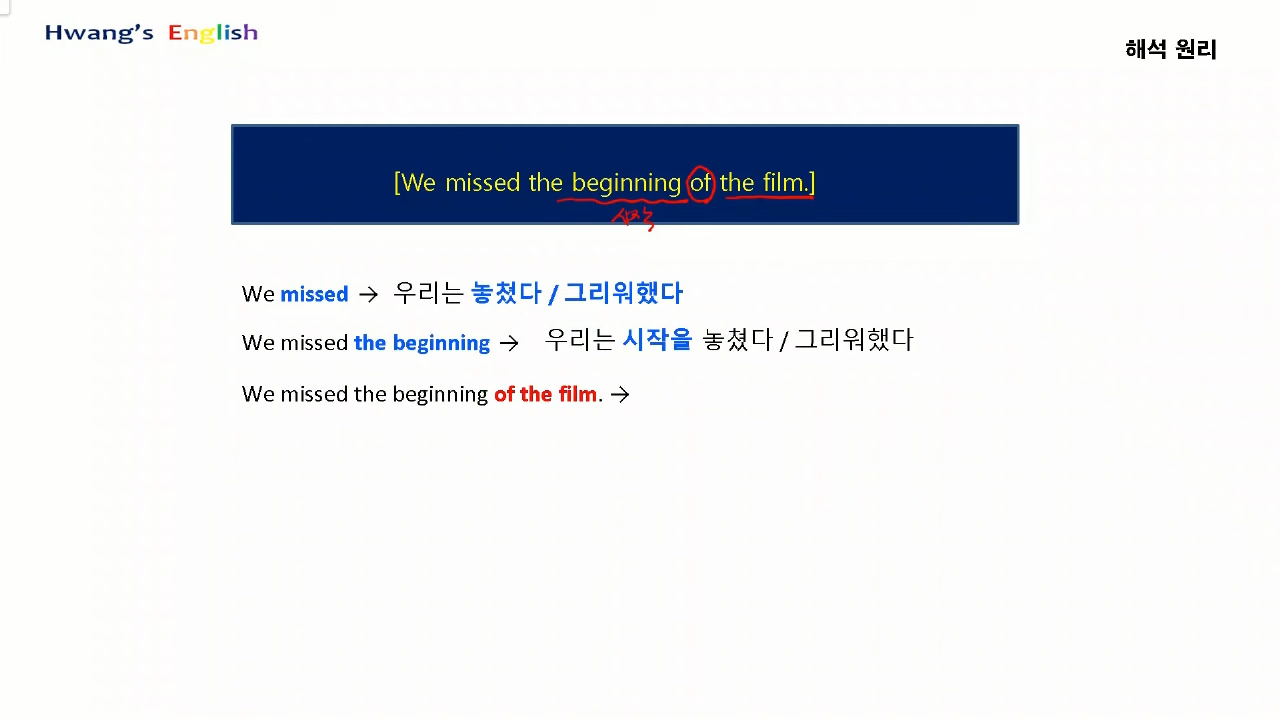 Hwang's English
해석 원리
[We missed the beginning of the film.]
시작
We missed → 우리는 놓쳤다 / 그리워했다
We missed the beginning → 우리는 시작을 놓쳤다 / 그리워했다
We missed the beginning of the film. →